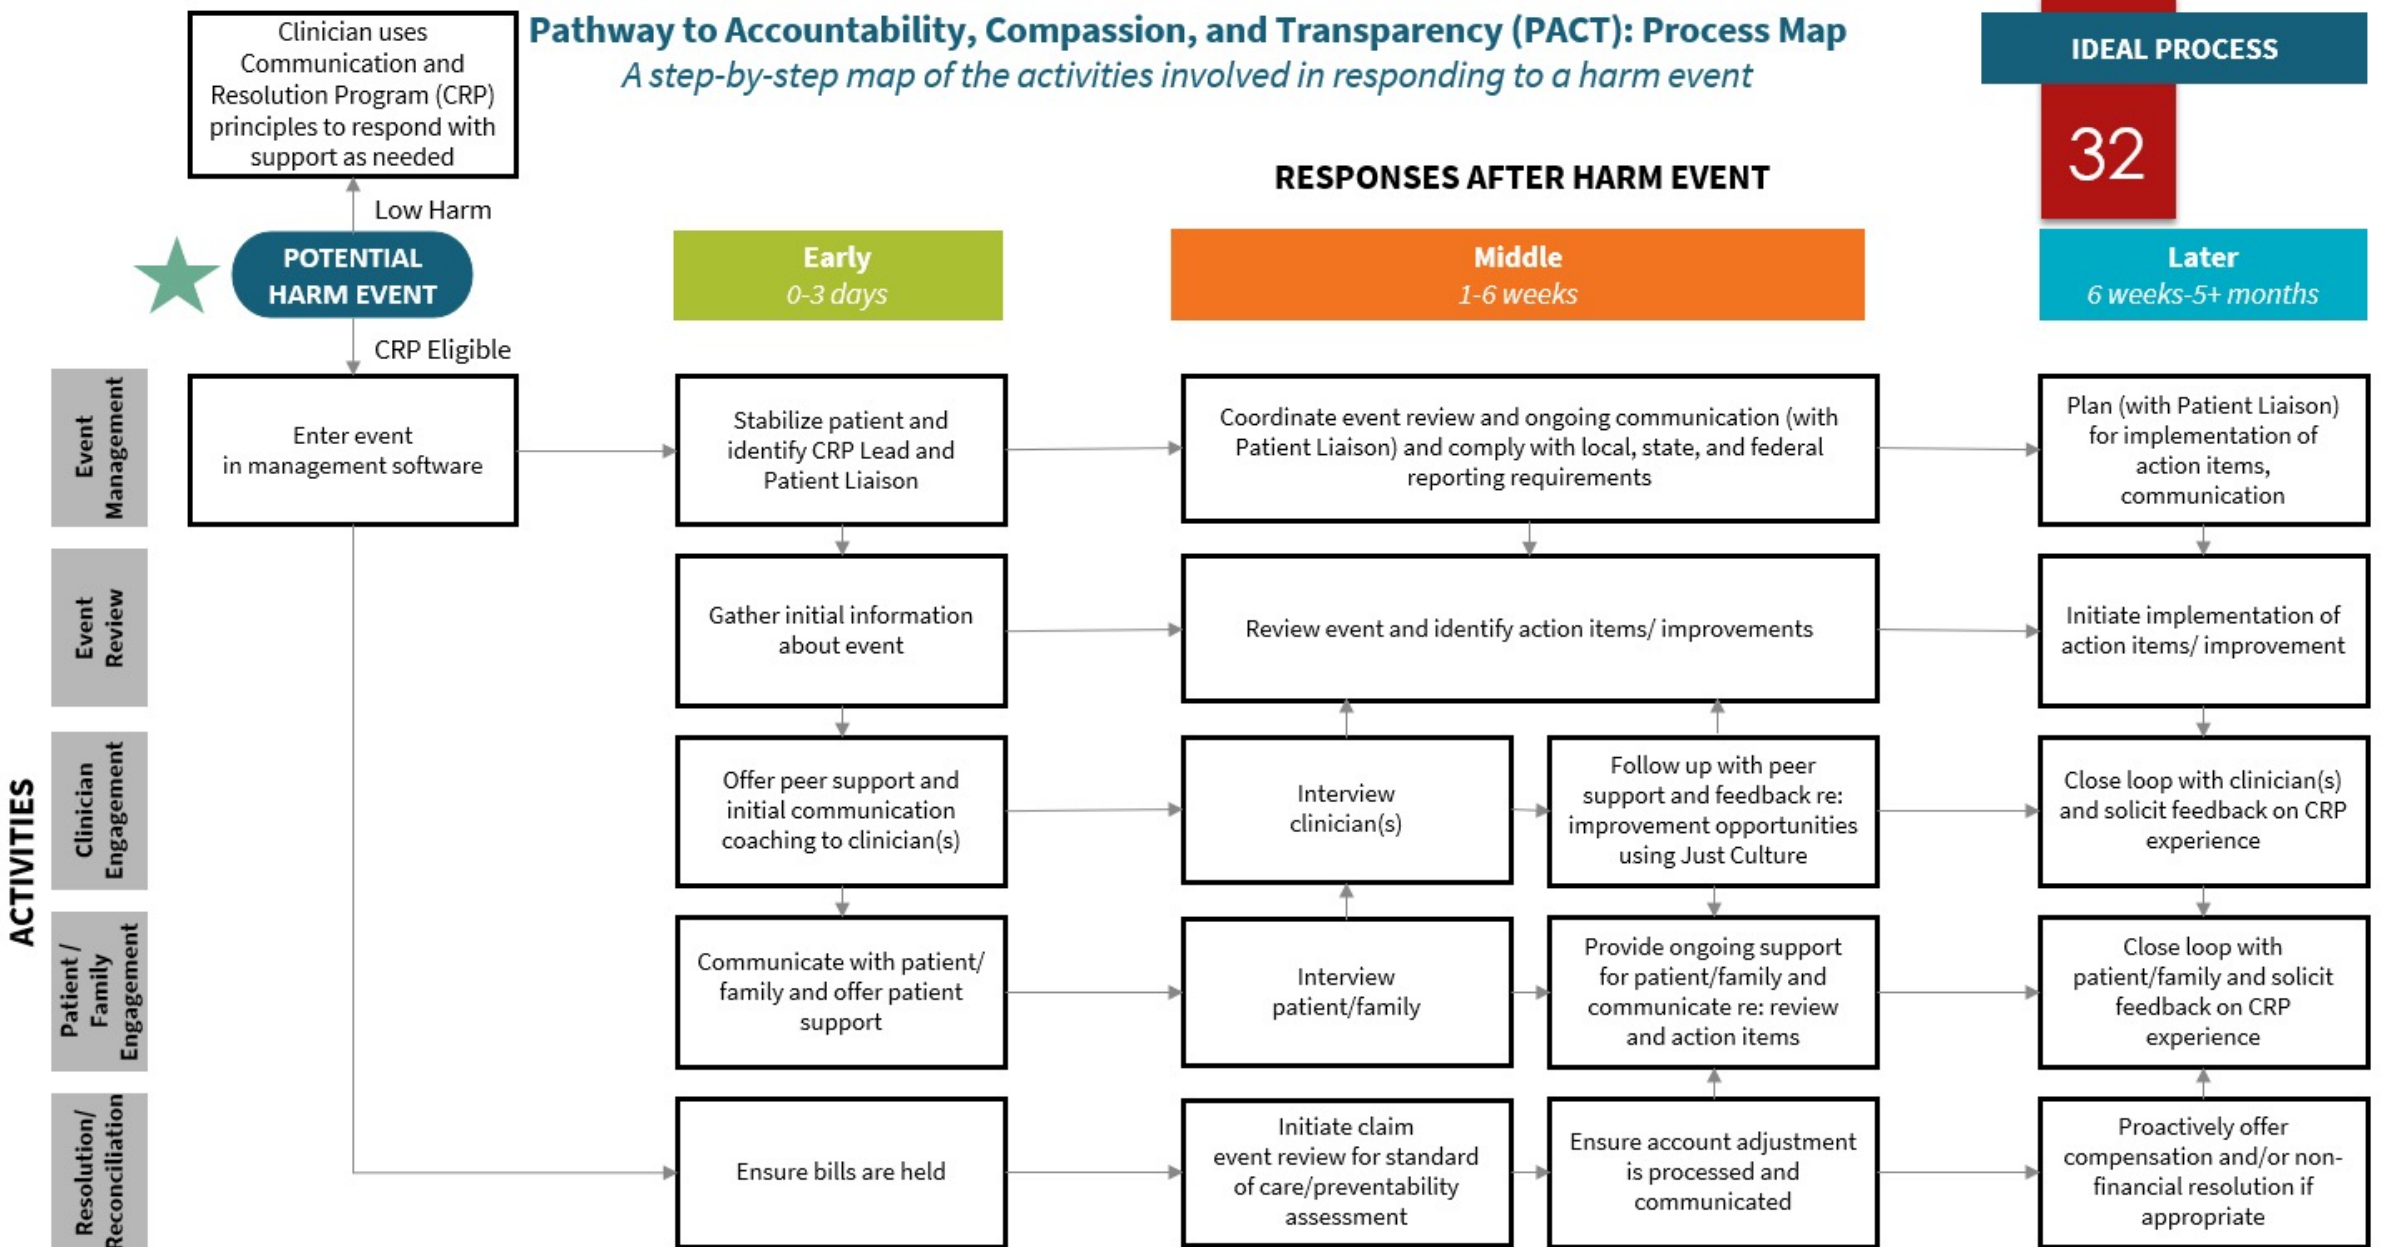 Clinician uses
Communication and
Resolution Program (CRP)
principles to respond with
support as needed
Pathway to Accountability, Compassion, and Transparency (PACT): Process Map
A step-by-step map of the activities involved in responding to a harm event
IDEAL PROCESS
32
RESPONSES AFTER HARM EVENT
Low Harm
POTENTIAL
HARM EVENT
CRP Eligible
Early
0-3 days
Middle
1-6 weeks
Later
6 weeks-5+ months
ACTIVITIES
Event
Management
Enter event
in management software
Stabilize patient and
identify CRP Lead and
Patient Liaison
Coordinate event review and ongoing communication (with
Patient Liaison) and comply with local, state, and federal
reporting requirements
Plan (with Patient Liaison)
for implementation of
action items,
communication
Event
Review
Gather initial information
about event
Review event and identify action items/ improvements
Initiate implementation of
action items/ improvement
Clinician
Engagement
Offer peer support and
initial communication
coaching to clinician(s)
Interview
clinician(s)
Follow up with peer
support and feedback re:
improvement opportunities
using Just Culture
Close loop with clinician(s)
and solicit feedback on CRP
experience
Patient /
Family
Engagement
Communicate with patient/
family and offer patient
support
Interview
patient/family
Provide ongoing support
for patient/family and
communicate re: review
and action items
Close loop with
patient/family and solicit
feedback on CRP
experience
Resolution/
Reconciliation
Ensure bills are held
Initiate claim
event review for standard
of care/preventability
assessment
Ensure account adjustment
is processed and
communicated
Proactively offer
compensation and/or non-
financial resolution if
appropriate